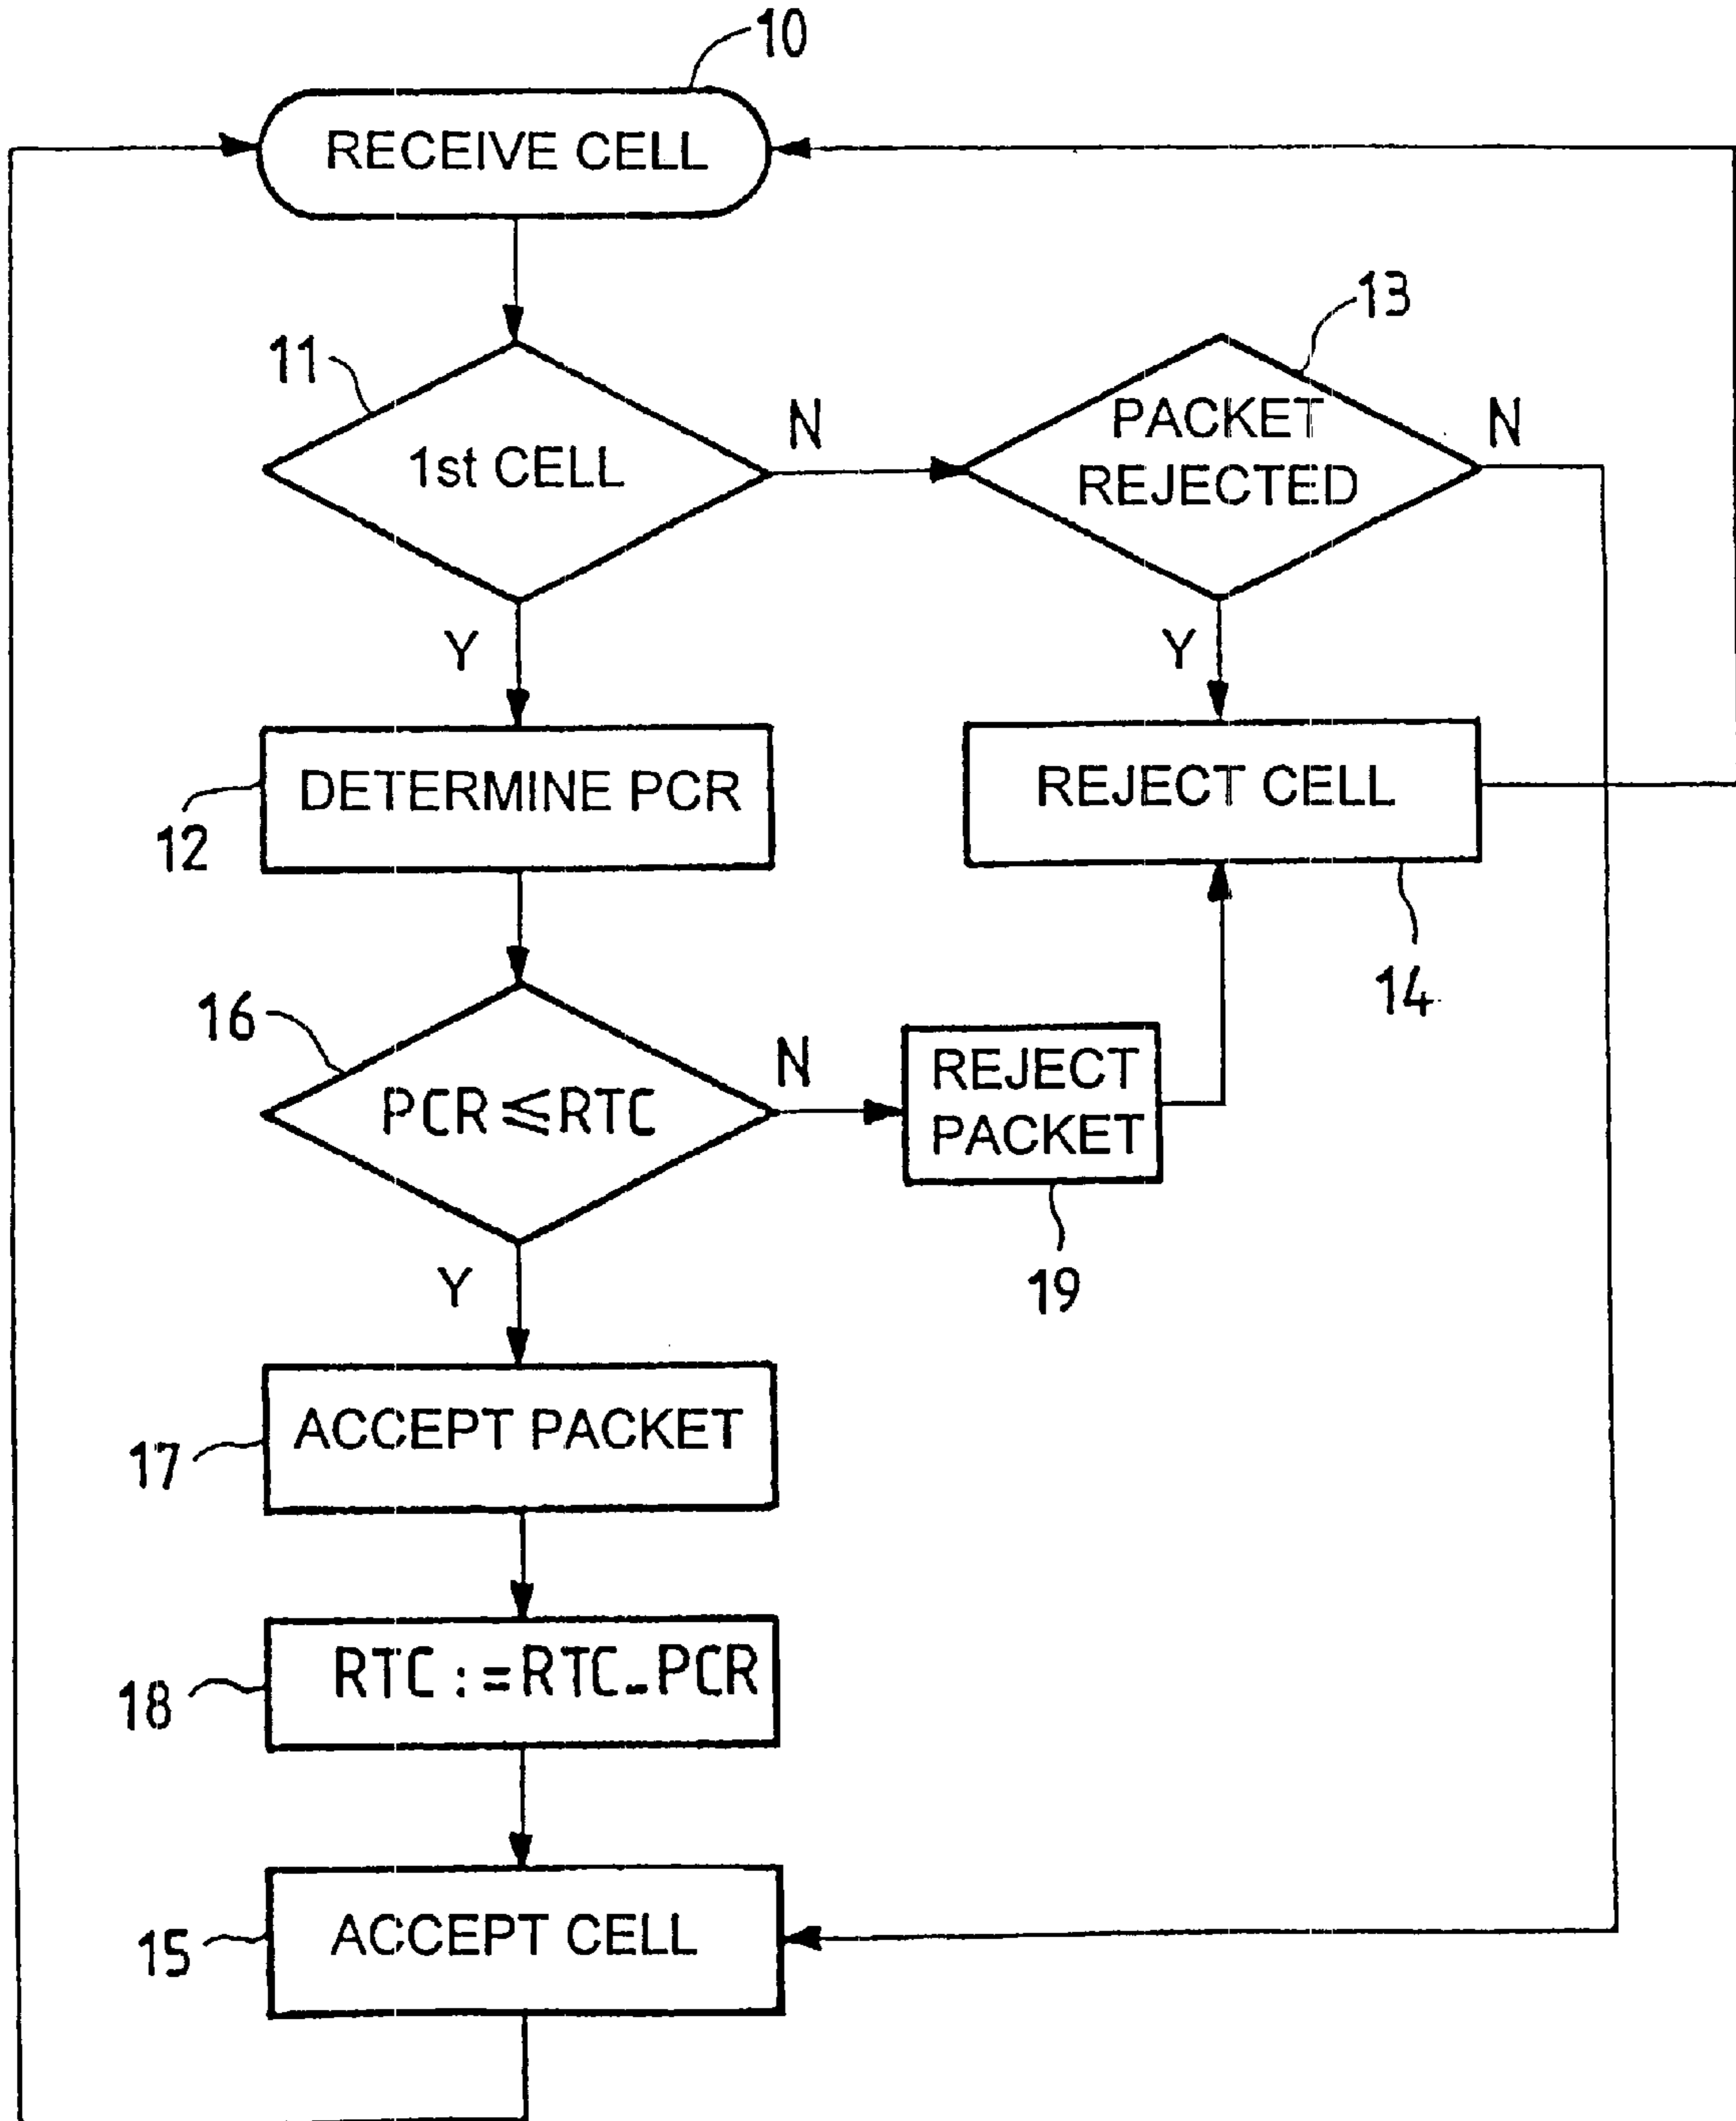 10
RECEIVE CELL
11
1st CELL
N
13
PACKET
REJECTED
N
Y
Y
12
DETERMINE PCR
REJECT CELL
14
16
PCR ≤ RTC
N
REJECT
PACKET
19
Y
17
ACCEPT PACKET
18
RTC := RTC - PCR
15
ACCEPT CELL